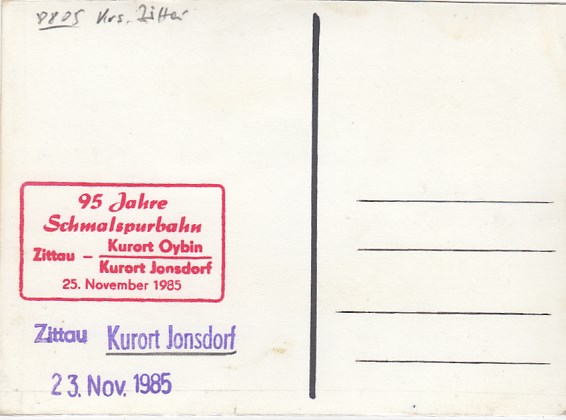 8805 Krs. Zittau
95 Jahre
Schmalspurbahn
Zittau – Kurort Oybin
Kurort Jonsdorf
25. November 1985
Zittau Kurort Jonsdorf
23. Nov. 1985